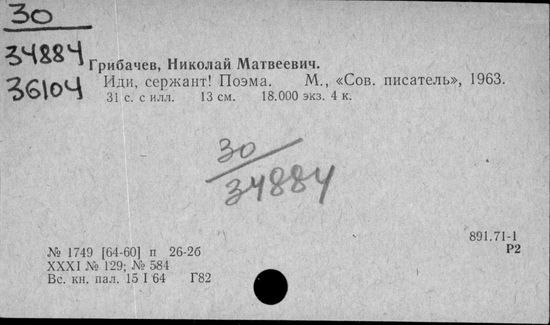 30
34884
36104
Грибачев, Николай Матвеевич.
Иди, сержант! Поэма. М., «Сов. писатель», 1963.
31 с. с илл. 13 см. 18.000 экз. 4 к.
30
34884
891.71-1
Р2
№ 1749 [64-60] п 26-2б
XXXI № 129; № 584
Вс. кн. пал. 15 I 64 Г82